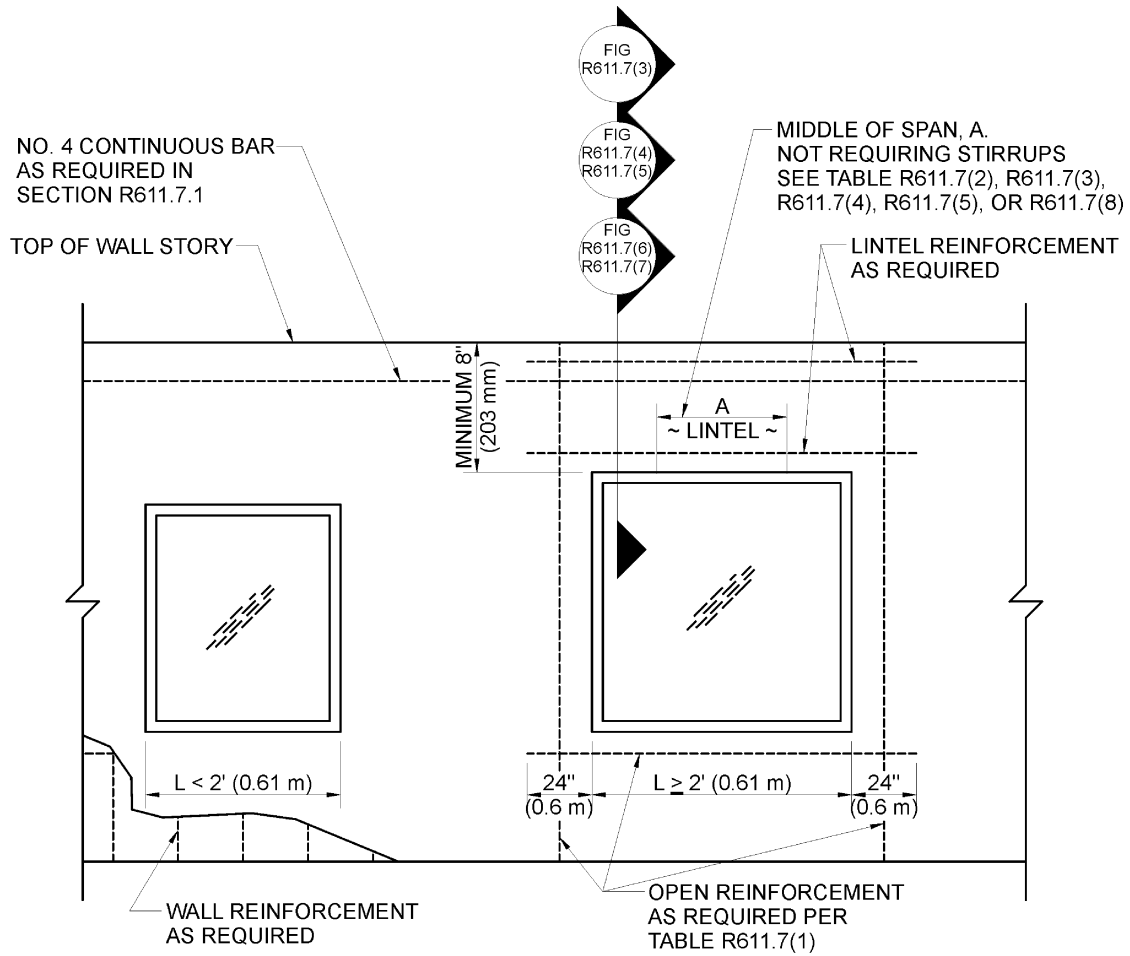 FIG
R611.7(3)
FIG
R611.7(4)
R611.7(5)
FIG
R611.7(6)
R611.7(7)
NO. 4 CONTINUOUS BAR
AS REQUIRED IN
SECTION R611.7.1
TOP OF WALL STORY
MIDDLE OF SPAN, A.
NOT REQUIRING STIRRUPS
SEE TABLE R611.7(2), R611.7(3),
R611.7(4), R611.7(5), OR R611.7(8)
LINTEL REINFORCEMENT
AS REQUIRED
MINIMUM 8"
(203 mm)
A
~ LINTEL ~
L < 2' (0.61 m)
24"
(0.6 m)
L ≥ 2' (0.61 m)
24"
(0.6 m)
WALL REINFORCEMENT
AS REQUIRED
OPEN REINFORCEMENT
AS REQUIRED PER
TABLE R611.7(1)